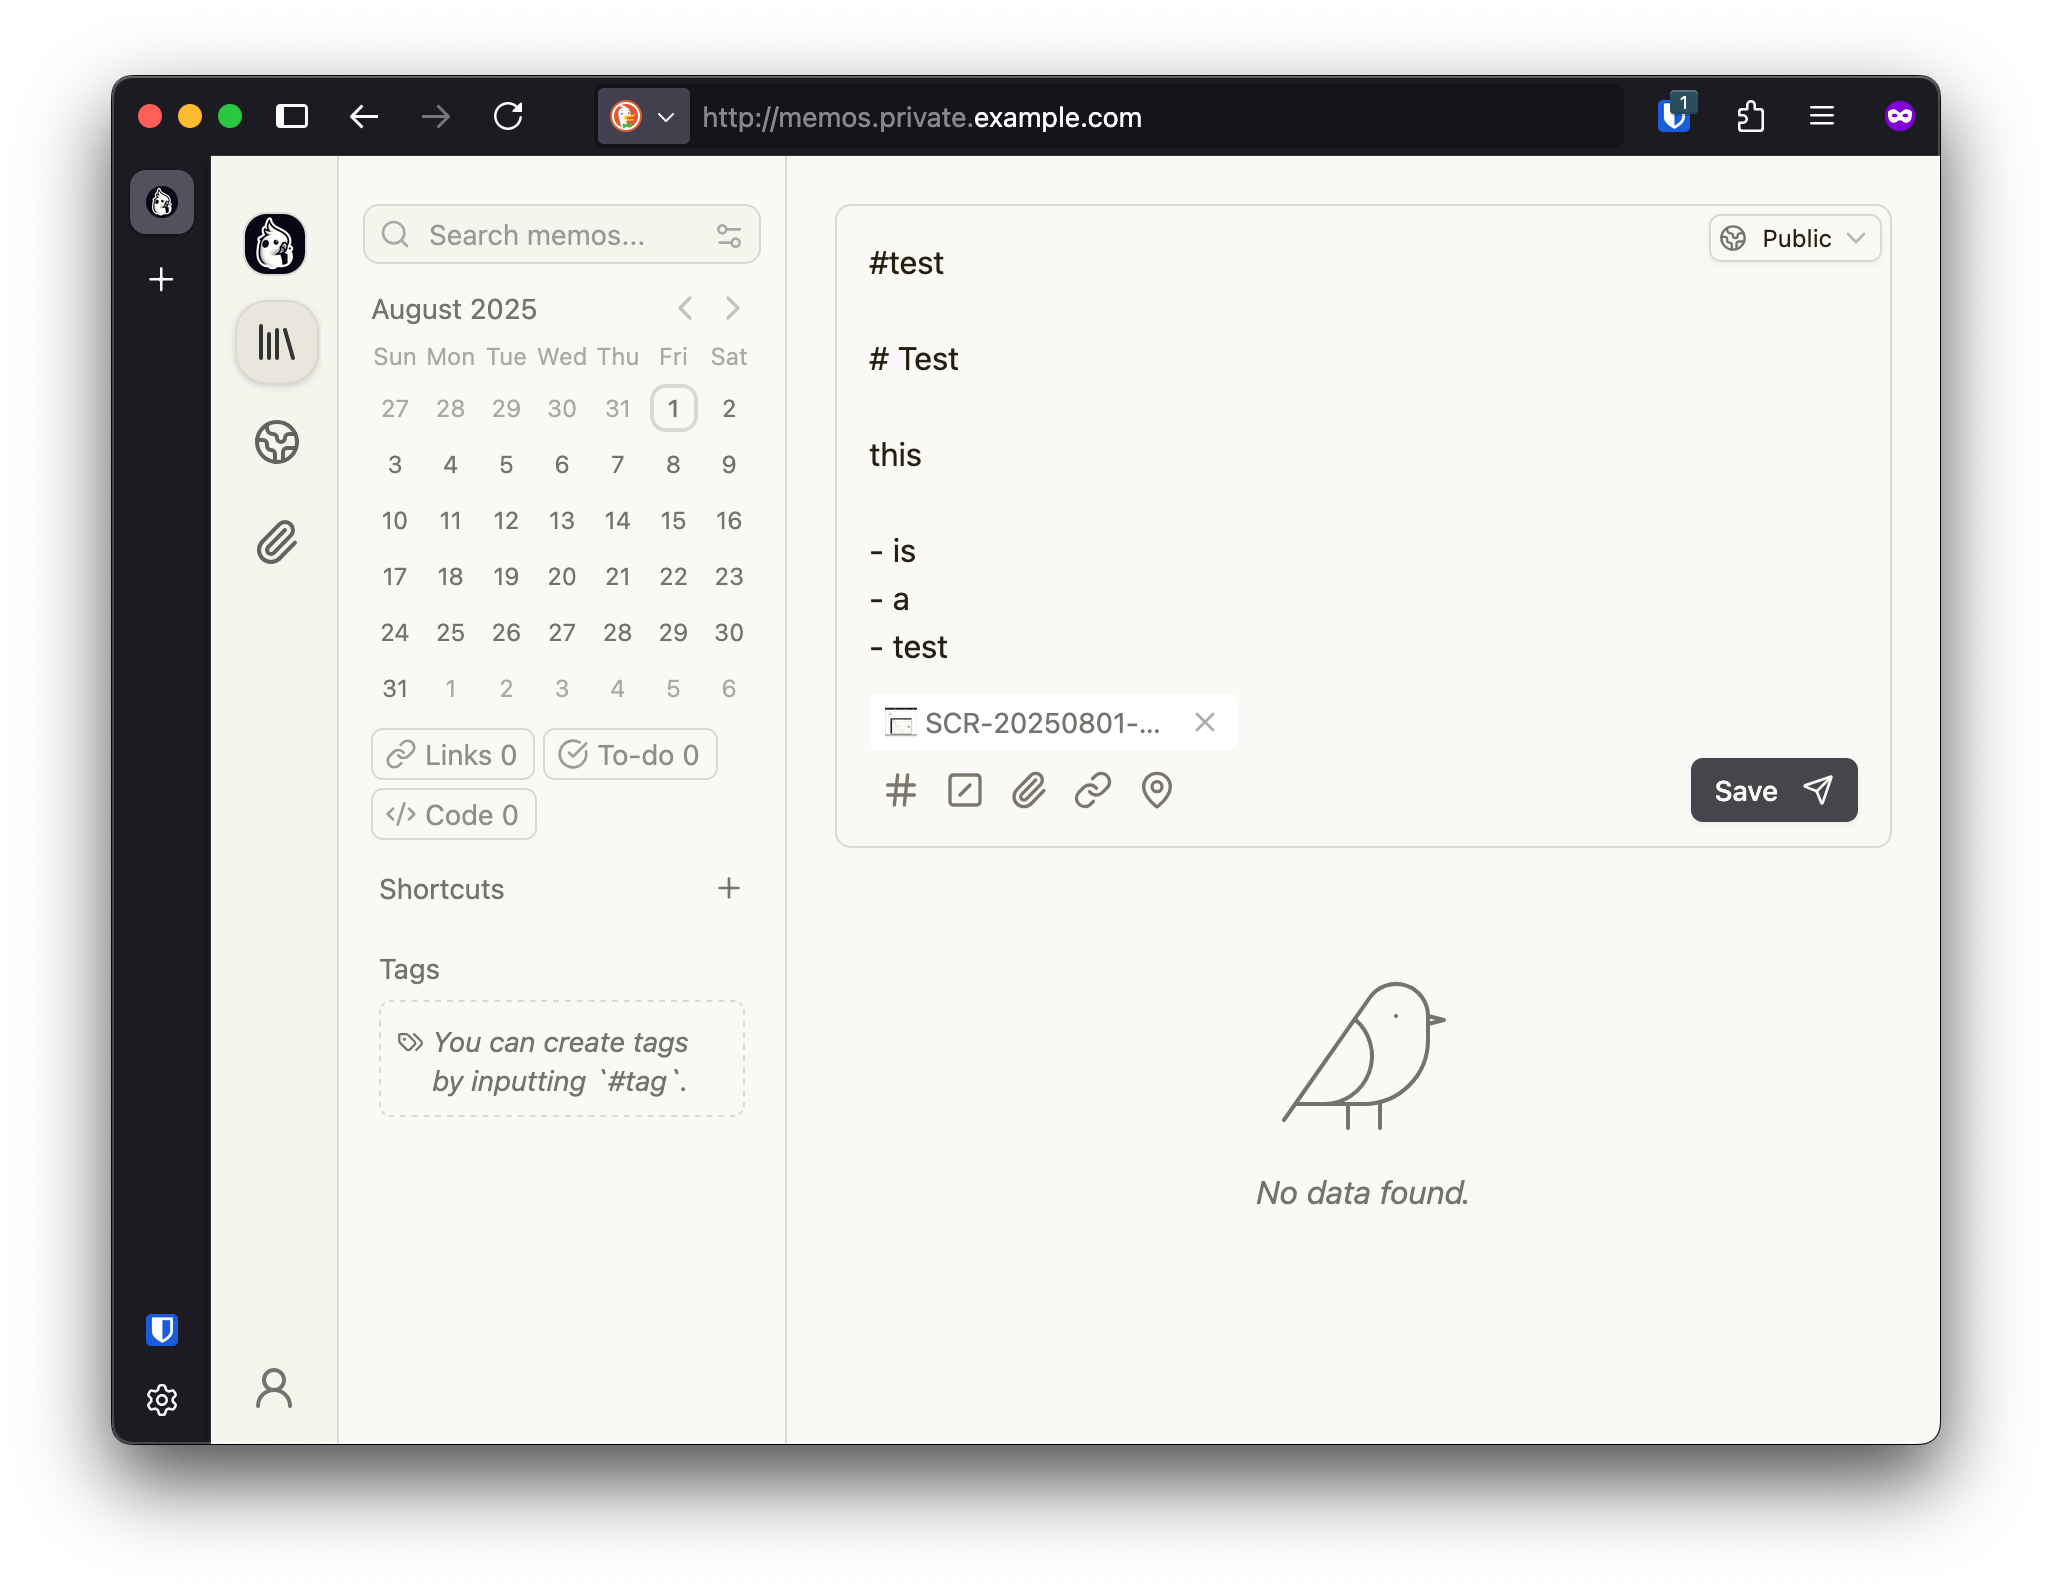 http://memos.private.example.com
1
Search memos...
August 2025
Sun Mon Tue Wed Thu Fri Sat
27 28 29 30 31 1 2
3 4 5 6 7 8 9
10 11 12 13 14 15 16
17 18 19 20 21 22 23
24 25 26 27 28 29 30
31 1 2 3 4 5 6
Links 0 To-do 0
</> Code 0
Shortcuts
Tags
You can create tags
by inputting `#tag`.
Public
#test
# Test
this
- is
- a
- test
SCR-20250801-...
Save
No data found.